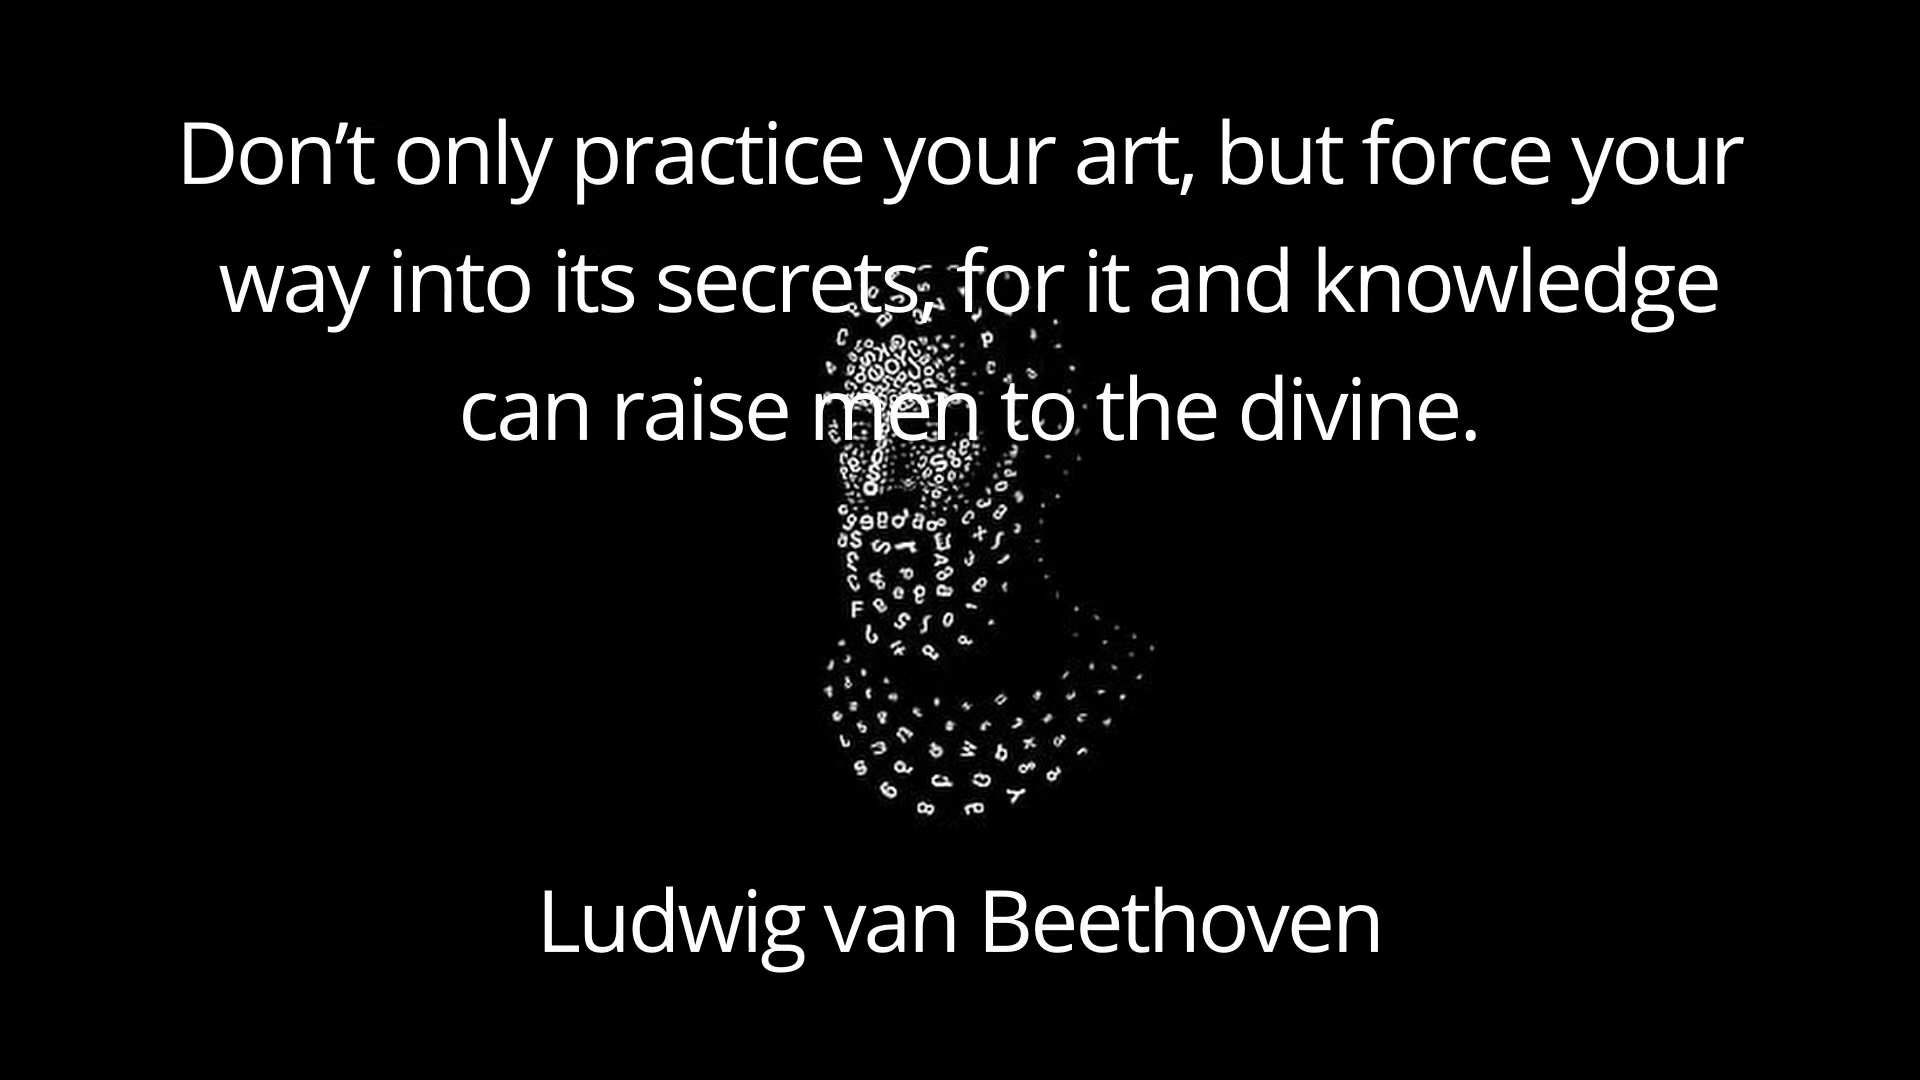 Don’t only practice your art, but force your
way into its secrets, for it and knowledge
can raise men to the divine.
Ludwig van Beethoven